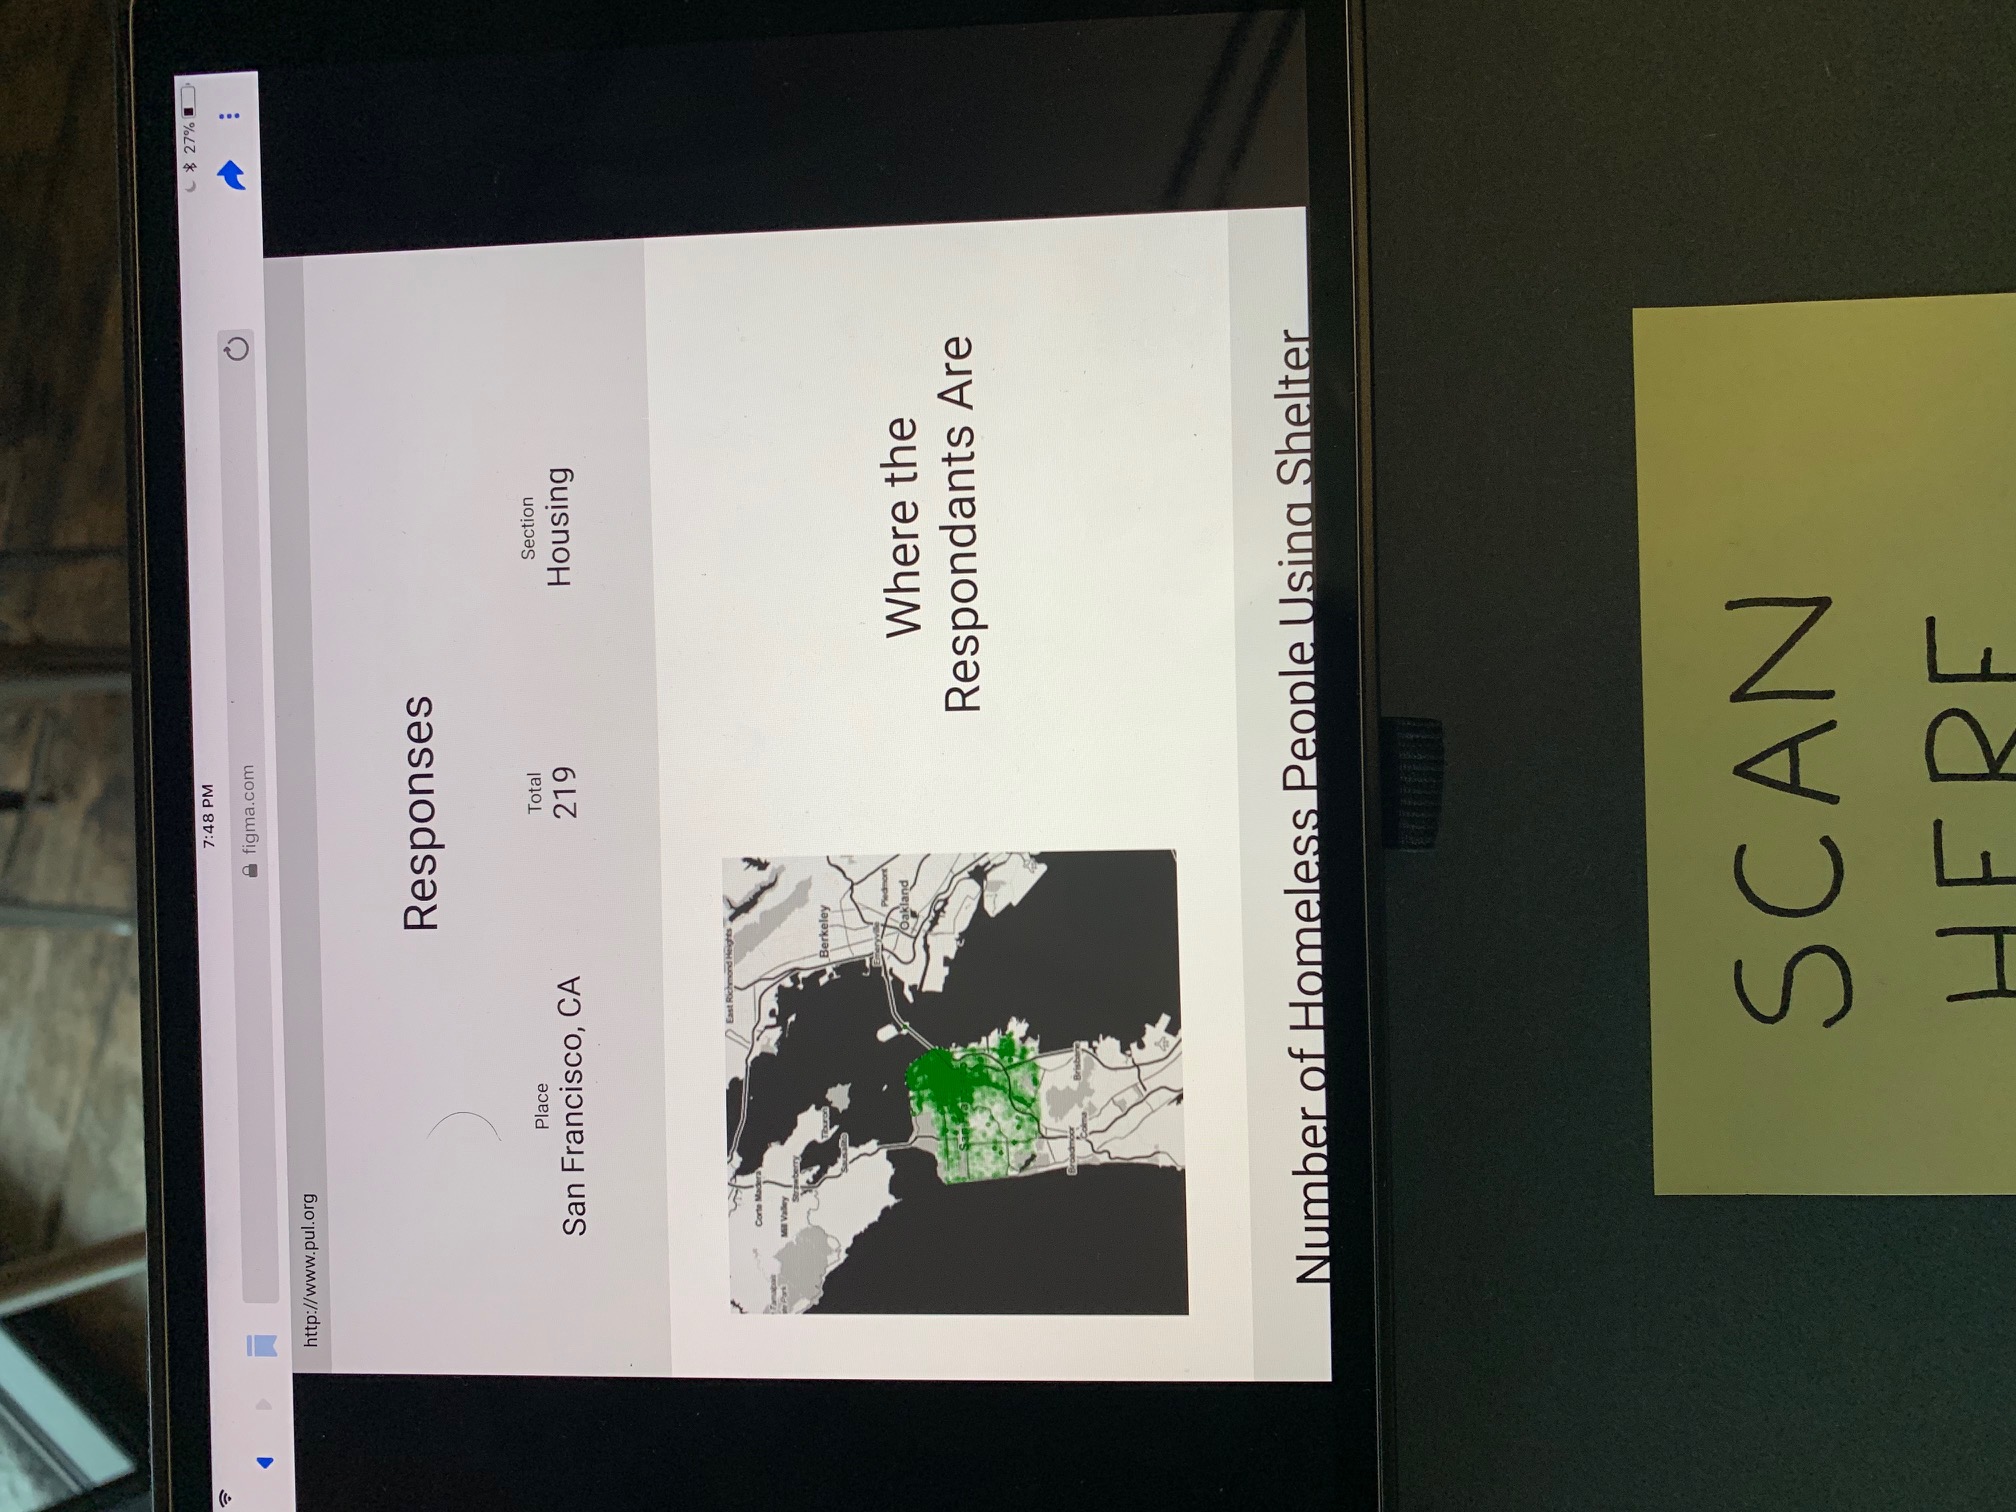 7:48 PM
27%
figma.com
http://www.pul.org
Responses
Place
San Francisco, CA
Total
219
Section
Housing
East Richmond Heights
Corte Madera
Tamalpais
Mill Valley
Strawberry
Tiburon
Sausalito
Berkeley
Emeryville
Piedmont
Oakland
Broadmoor
Colma
Brisbane
Where the
Respondants Are
Number of Homeless People Using Shelter
SCAN
HERE